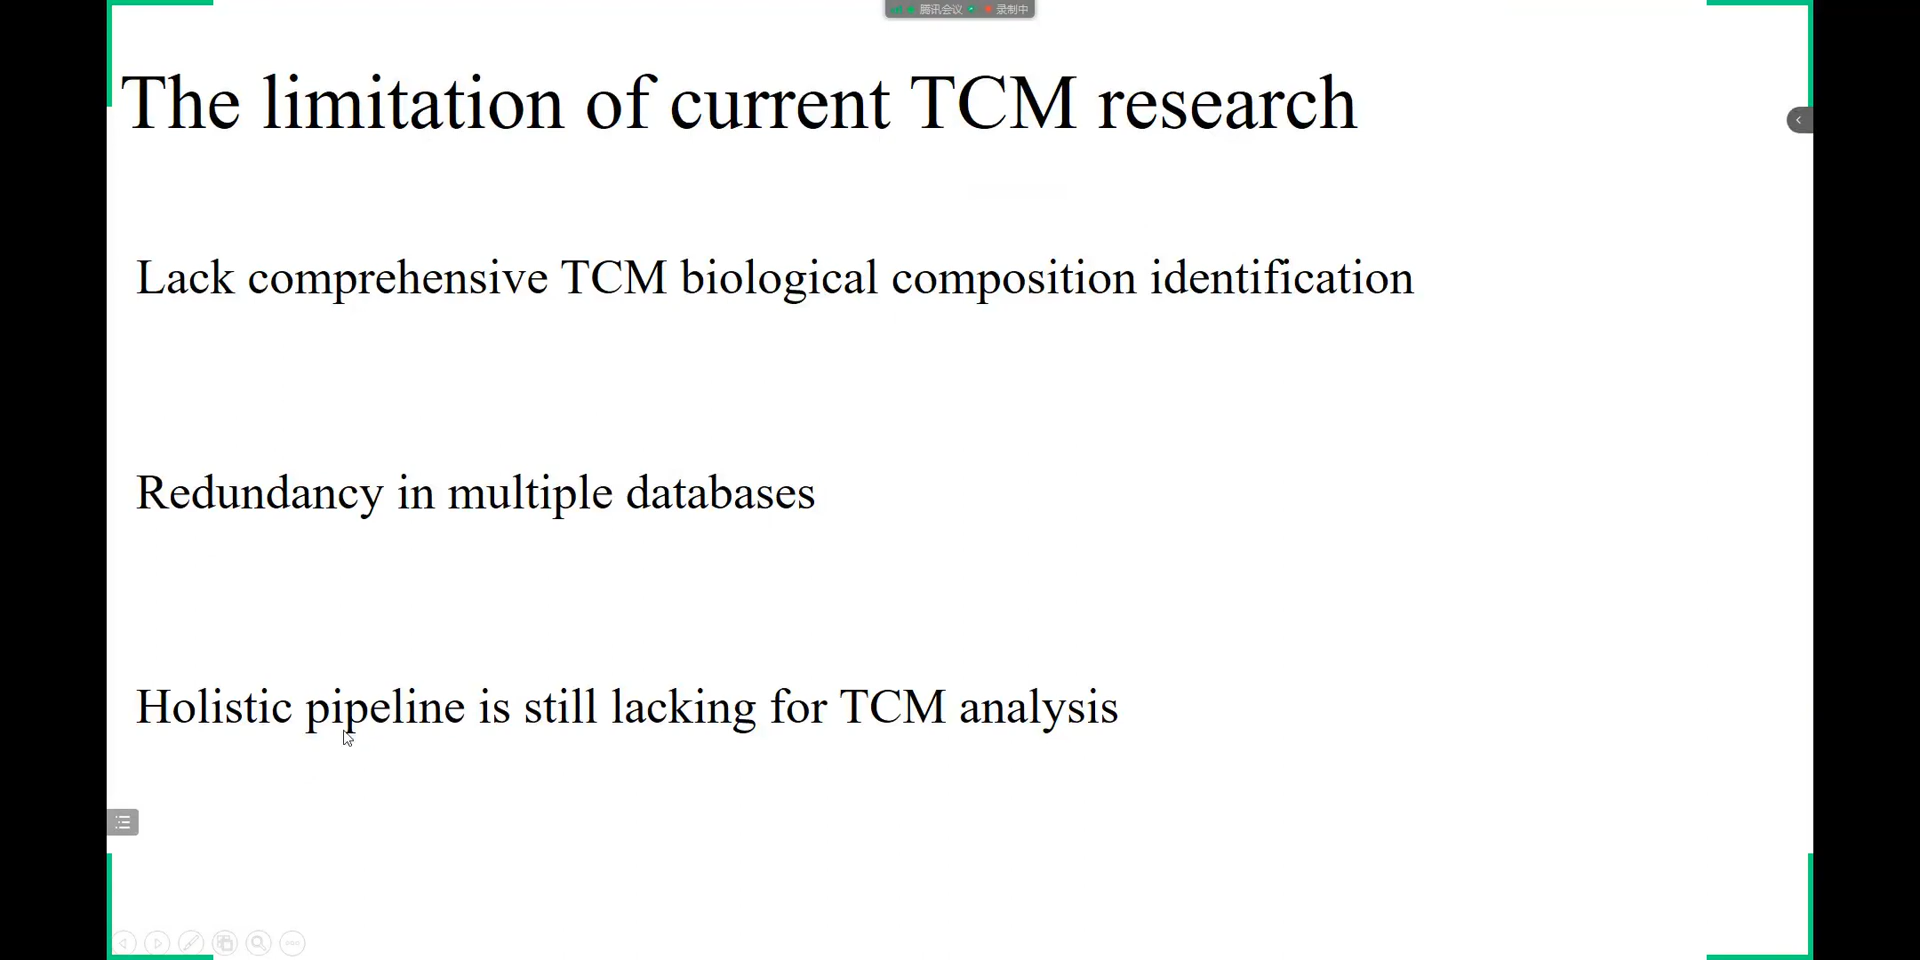 腾讯会议 录制中
The limitation of current TCM research
Lack comprehensive TCM biological composition identification
Redundancy in multiple databases
Holistic pipeline is still lacking for TCM analysis